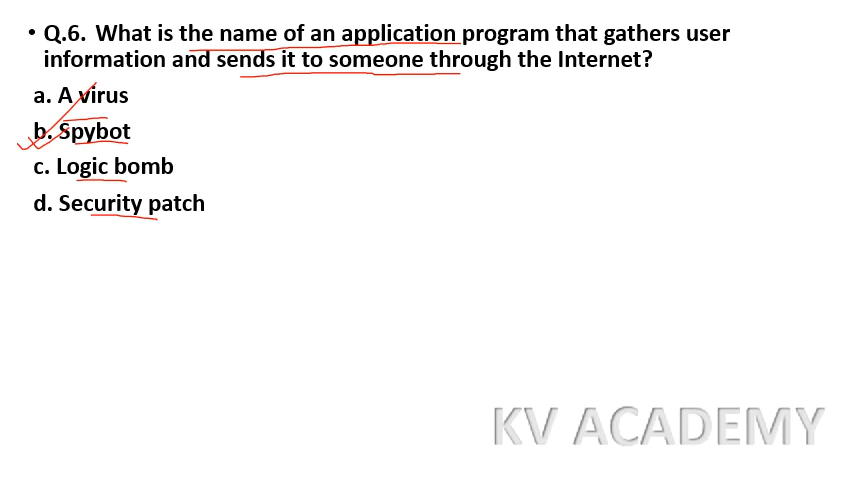 • Q.6. What is the name of an application program that gathers user
information and sends it to someone through the Internet?
a. A virus
b. Spybot
c. Logic bomb
d. Security patch
KV ACADEMY